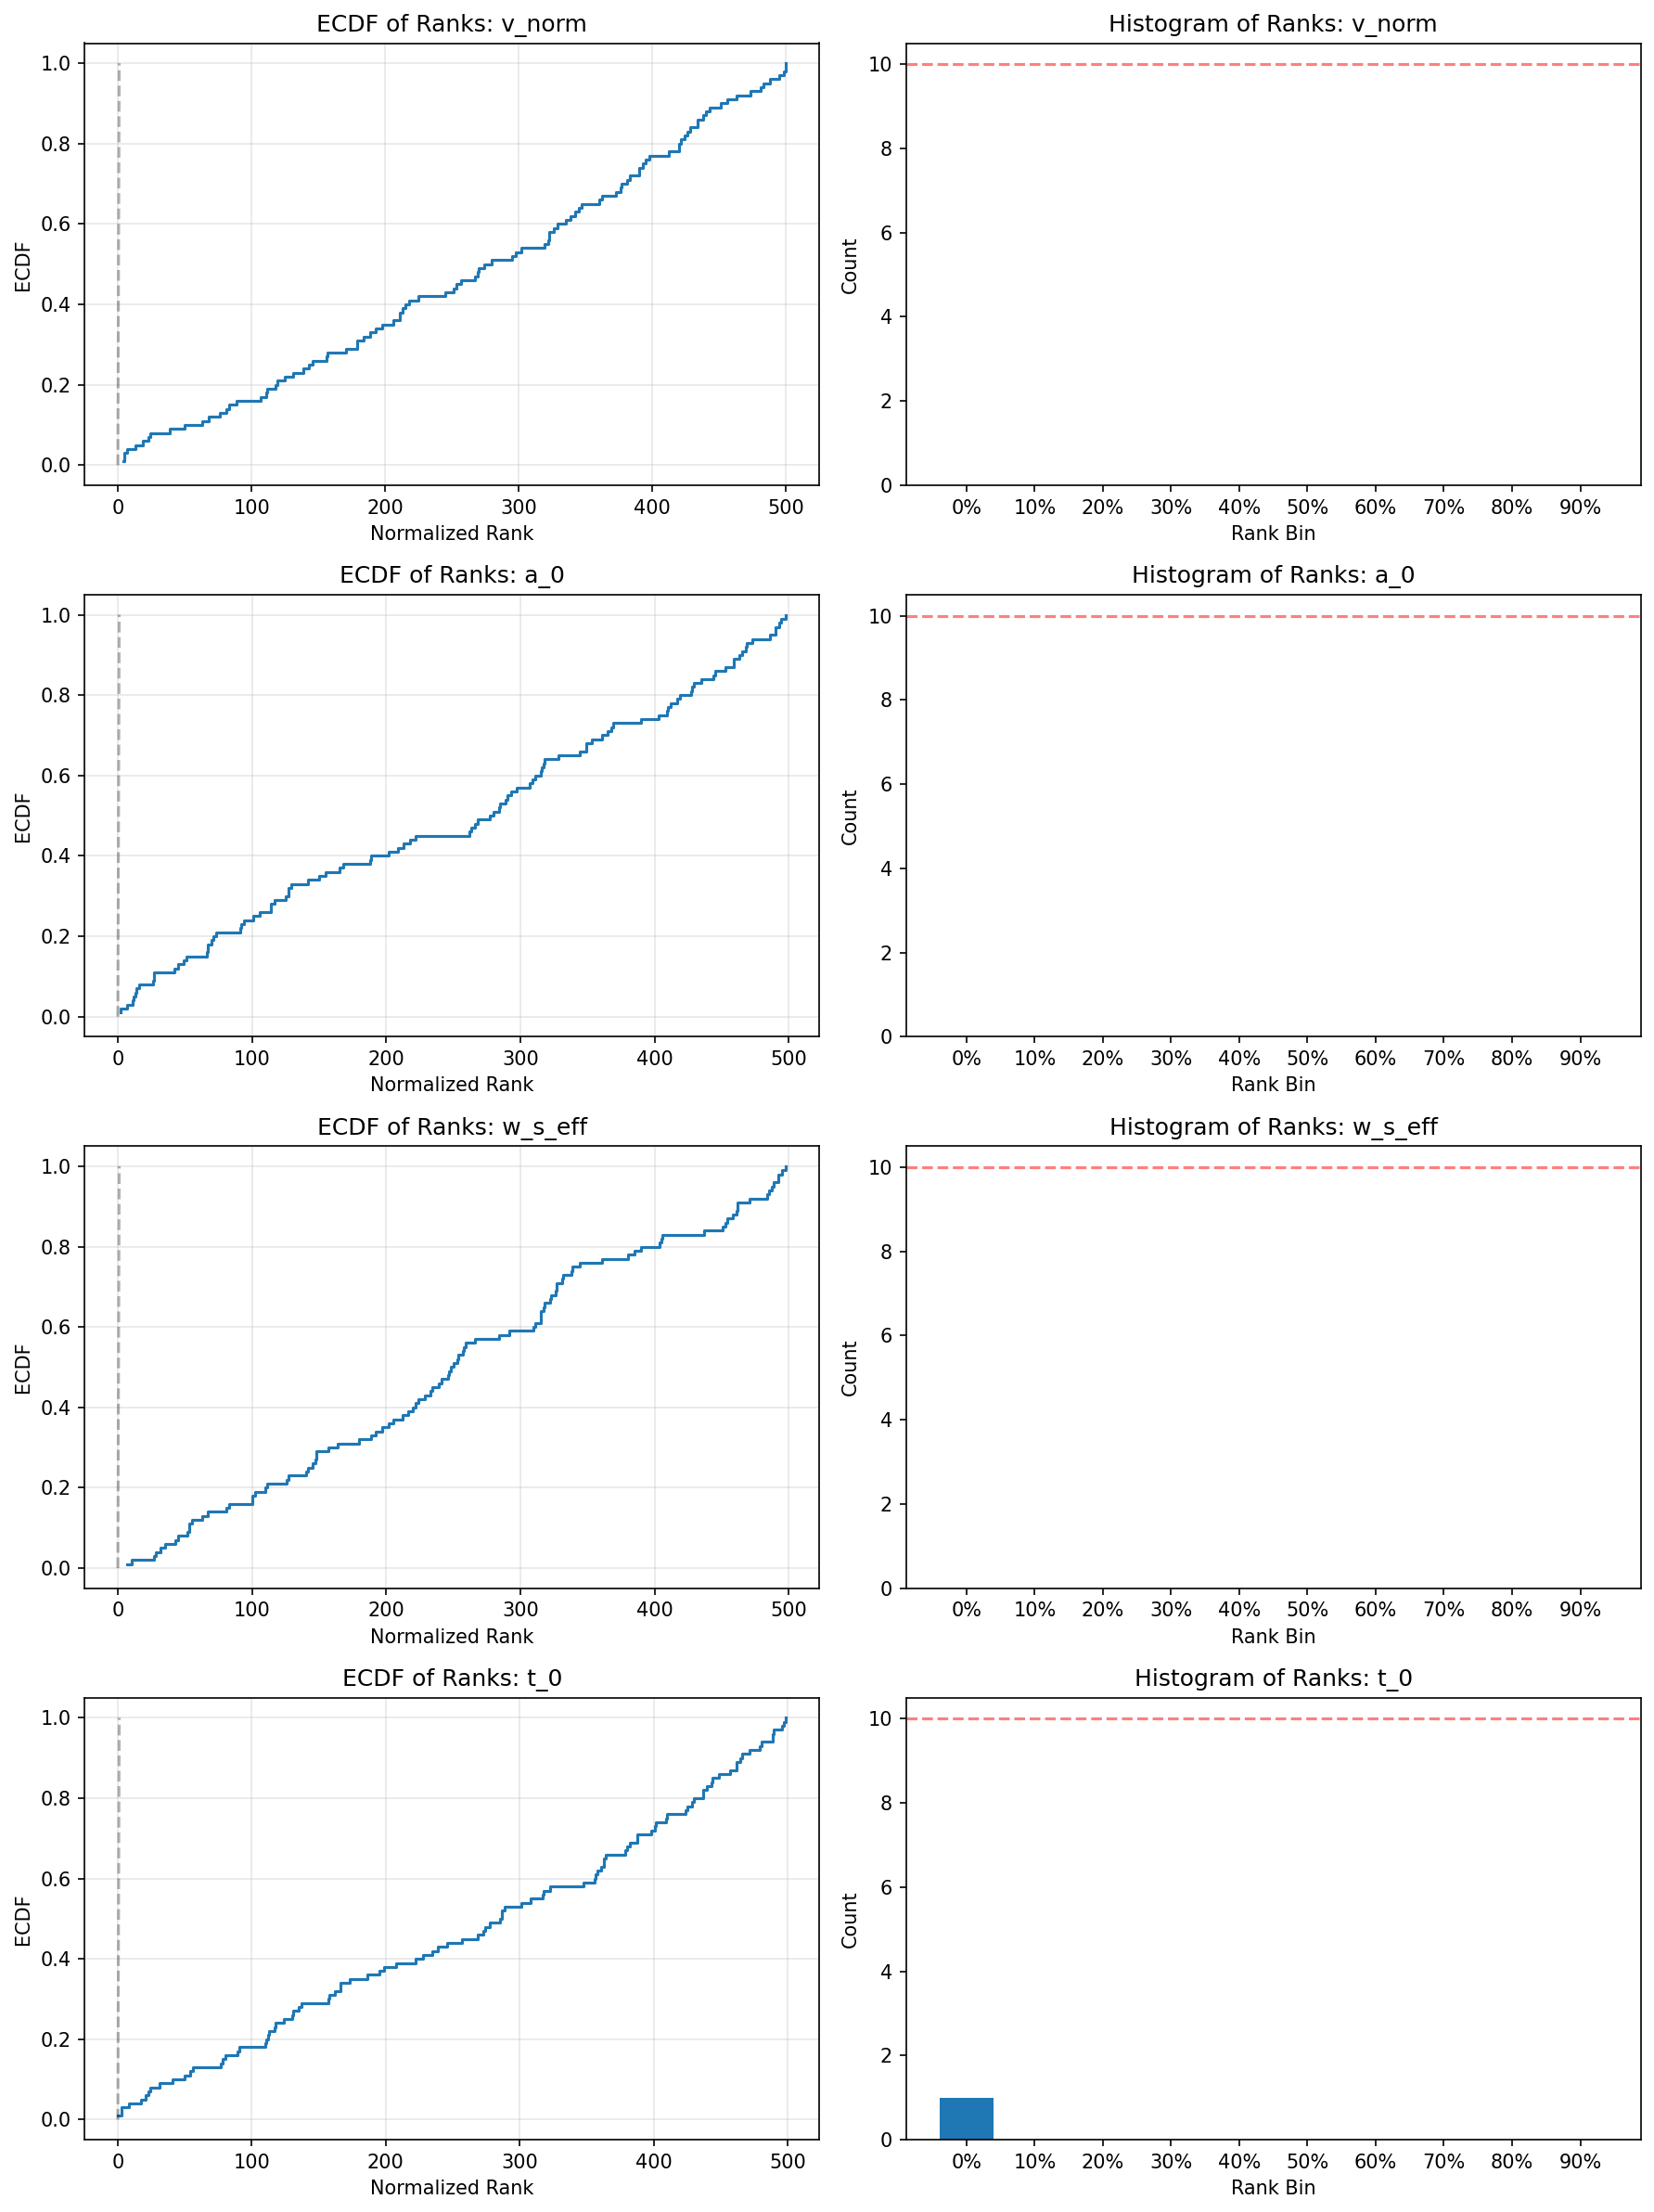 ECDF of Ranks: v_norm
1.0
0.8
0.6
0.4
0.2
0.0
ECDF
0 100 200 300 400 500
Normalized Rank
Histogram of Ranks: v_norm
10
8
6
4
2
0
Count
0% 10% 20% 30% 40% 50% 60% 70% 80% 90%
Rank Bin
ECDF of Ranks: a_0
1.0
0.8
0.6
0.4
0.2
0.0
ECDF
0 100 200 300 400 500
Normalized Rank
Histogram of Ranks: a_0
10
8
6
4
2
0
Count
0% 10% 20% 30% 40% 50% 60% 70% 80% 90%
Rank Bin
ECDF of Ranks: w_s_eff
1.0
0.8
0.6
0.4
0.2
0.0
ECDF
0 100 200 300 400 500
Normalized Rank
Histogram of Ranks: w_s_eff
10
8
6
4
2
0
Count
0% 10% 20% 30% 40% 50% 60% 70% 80% 90%
Rank Bin
ECDF of Ranks: t_0
1.0
0.8
0.6
0.4
0.2
0.0
ECDF
0 100 200 300 400 500
Normalized Rank
Histogram of Ranks: t_0
10
8
6
4
2
0
Count
0% 10% 20% 30% 40% 50% 60% 70% 80% 90%
Rank Bin